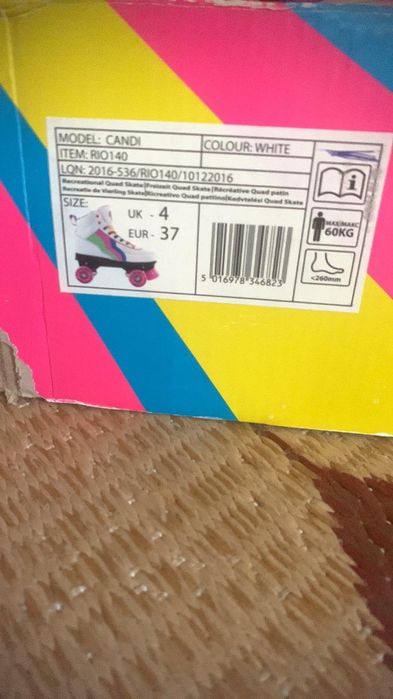 MODEL: CANDI
COLOUR: WHITE
ITEM: RIO140
LQN: 2016-536/RIO140/10122016
Recreational Quad Skate|Freizeit Quad Skate|Récréative Quad patin
Recreatie de Vierling Skate|Ricreativo Quad pattino|Kedvtelési Quad Skate
SIZE:
UK - 4
EUR - 37
5 016978 346823
MAX/MAKC
60KG
<260mm